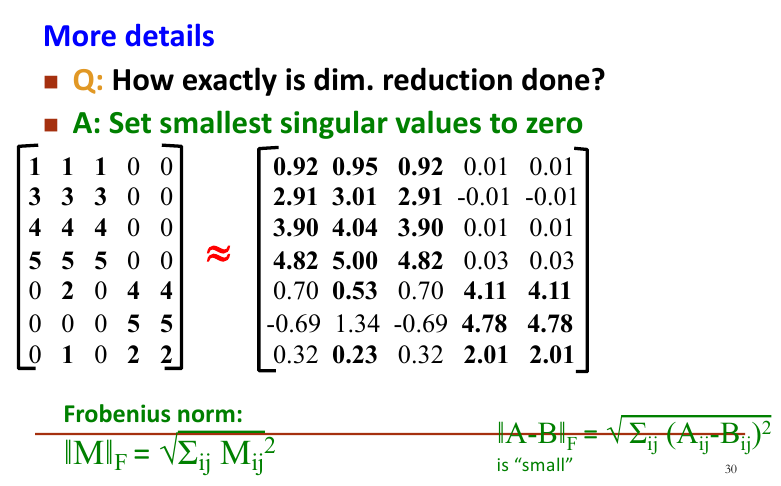 More details
Q: How exactly is dim. reduction done?
A: Set smallest singular values to zero
1 1 1 0 0 0.92 0.95 0.92 0.01 0.01
3 3 3 0 0 2.91 3.01 2.91 -0.01 -0.01
4 4 4 0 0 3.90 4.04 3.90 0.01 0.01
5 5 5 0 0 ≈ 4.82 5.00 4.82 0.03 0.03
0 2 0 4 4 0.70 0.53 0.70 4.11 4.11
0 0 0 5 5 -0.69 1.34 -0.69 4.78 4.78
0 1 0 2 2 0.32 0.23 0.32 2.01 2.01
Frobenius norm:
‖M‖F = √Σij Mij²
‖A-B‖F = √ Σij (Aij-Bij)²
is “small”
30